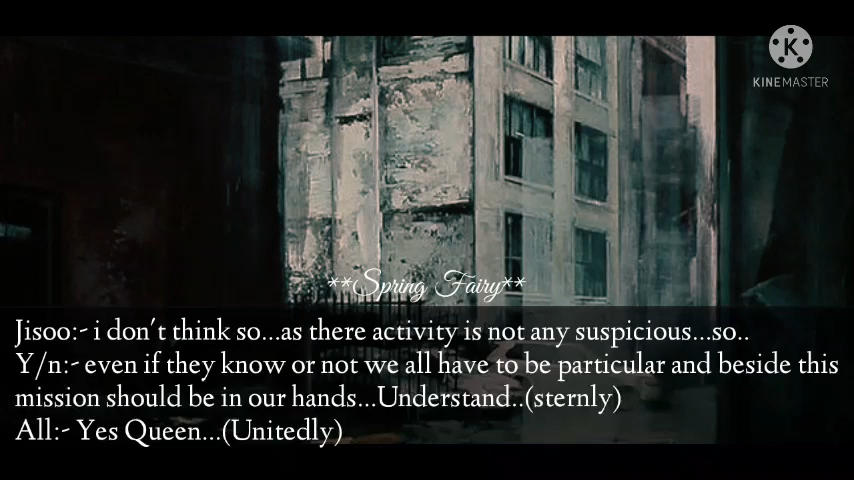 KINEMASTER
**Spring Fairy**
Jisoo:- i don't think so...as there activity is not any suspicious...so..
Y/n:- even if they know or not we all have to be particular and beside this
mission should be in our hands...Understand..(sternly)
All:- Yes Queen...(Unitedly)